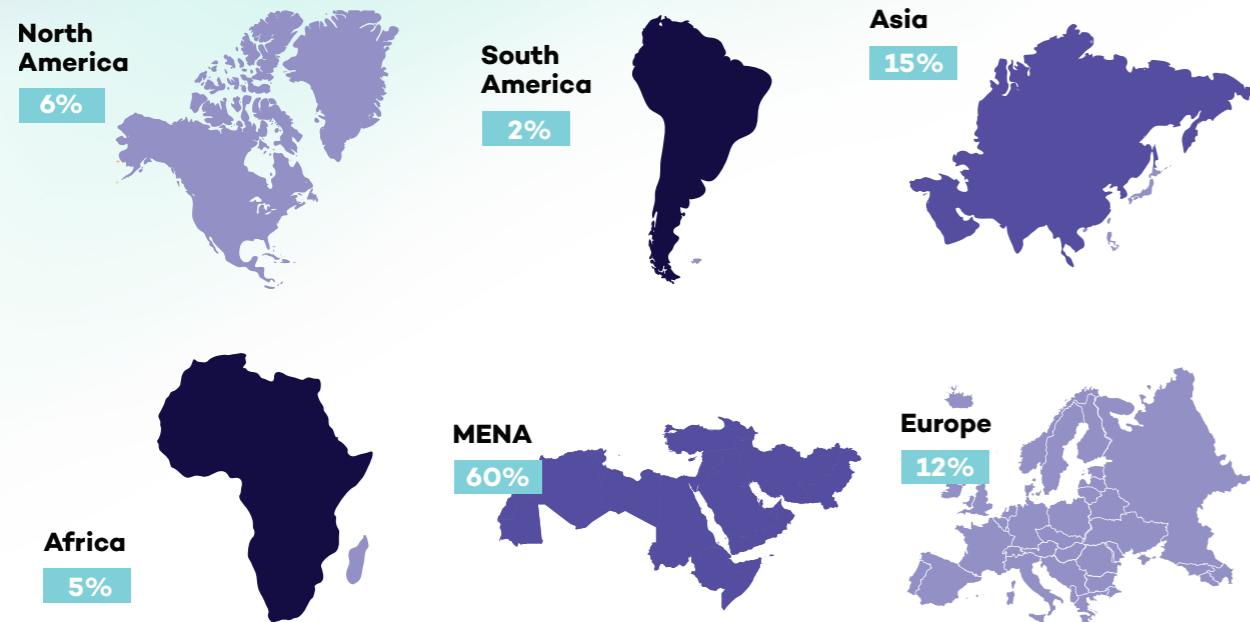 North
America
6%
South
America
2%
Asia
15%
Africa
5%
MENA
60%
Europe
12%